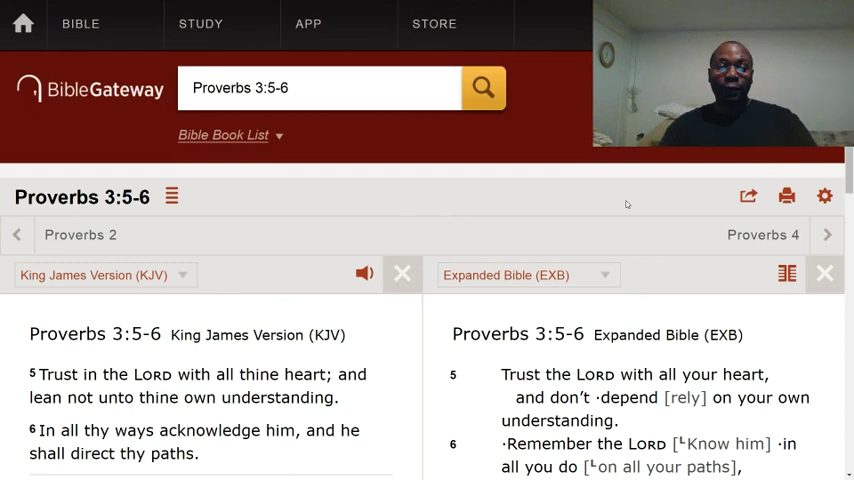 BIBLE STUDY APP STORE
BibleGateway
Proverbs 3:5-6
Bible Book List
Proverbs 3:5-6
Proverbs 2
Proverbs 4
King James Version (KJV)
Proverbs 3:5-6 King James Version (KJV)
5 Trust in the LORD with all thine heart; and
lean not unto thine own understanding.
6 In all thy ways acknowledge him, and he
shall direct thy paths.
Expanded Bible (EXB)
Proverbs 3:5-6 Expanded Bible (EXB)
5 Trust the LORD with all your heart,
and don't ·depend [rely] on your own
understanding.
6 ·Remember the LORD [└Know him] ·in
all you do [└on all your paths],